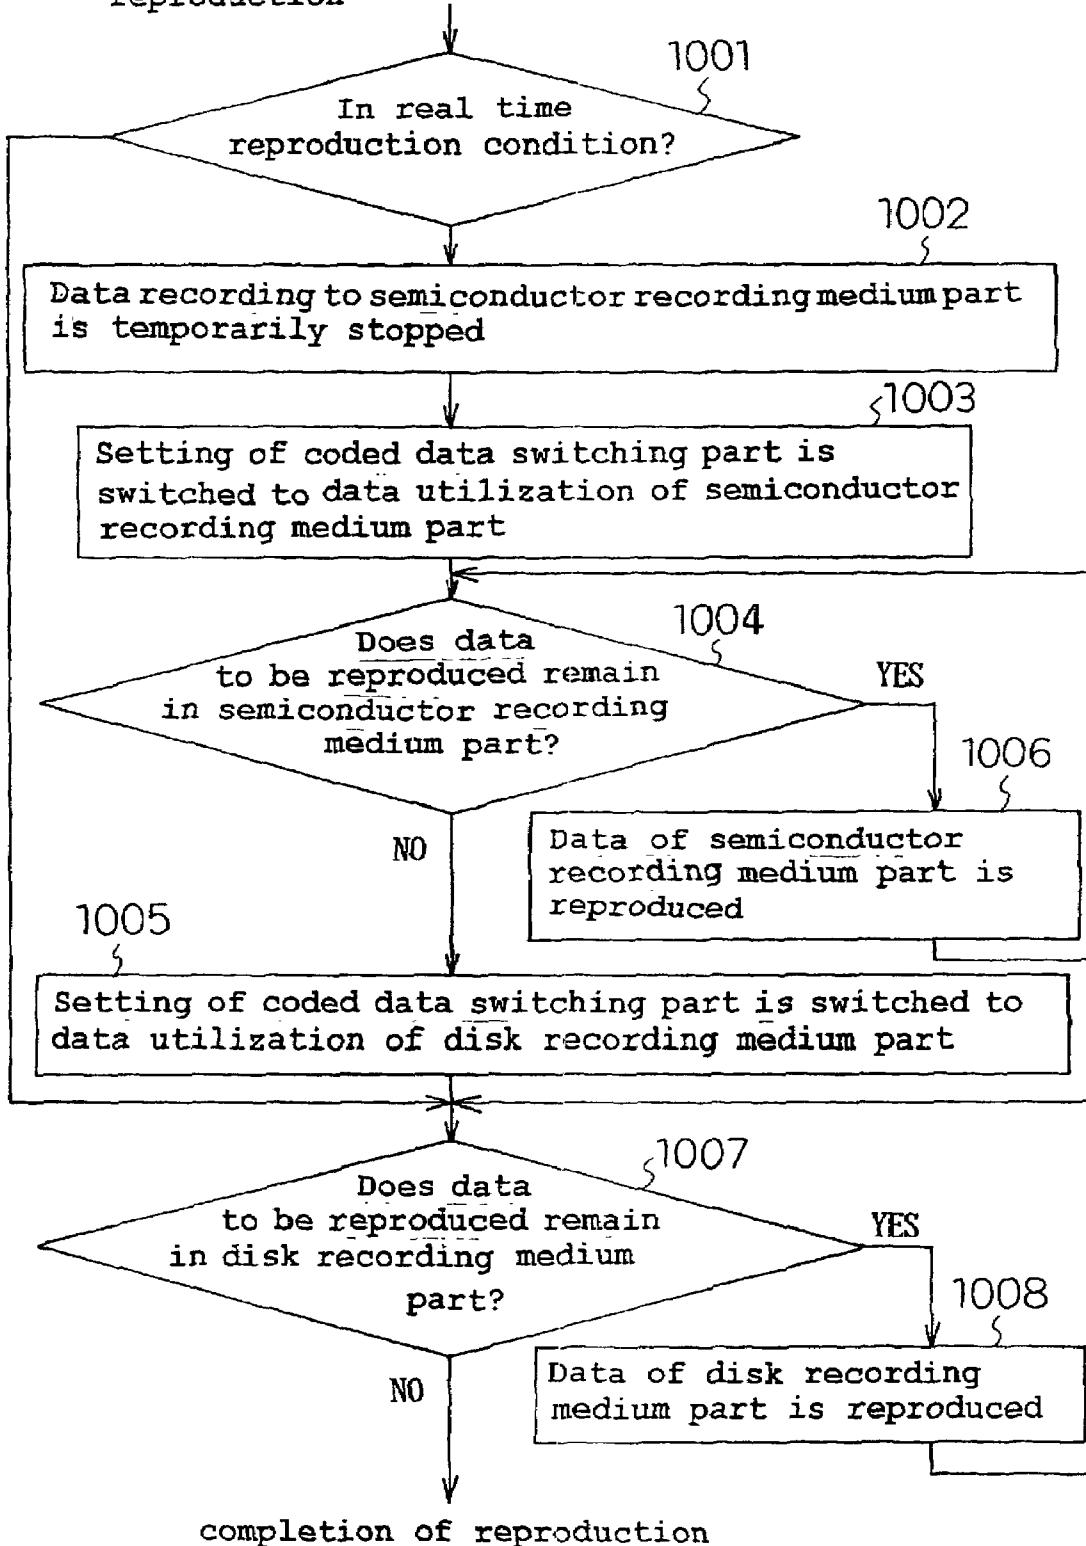 reproduction
1001
In real time
reproduction condition?
1002
Data recording to semiconductor recording medium part
is temporarily stopped
1003
Setting of coded data switching part is
switched to data utilization of semiconductor
recording medium part
1004
Does data
to be reproduced remain
in semiconductor recording
medium part?
YES
NO
1006
Data of semiconductor
recording medium part is
reproduced
1005
Setting of coded data switching part is switched to
data utilization of disk recording medium part
1007
Does data
to be reproduced remain
in disk recording medium
part?
YES
NO
1008
Data of disk recording
medium part is reproduced
completion of reproduction